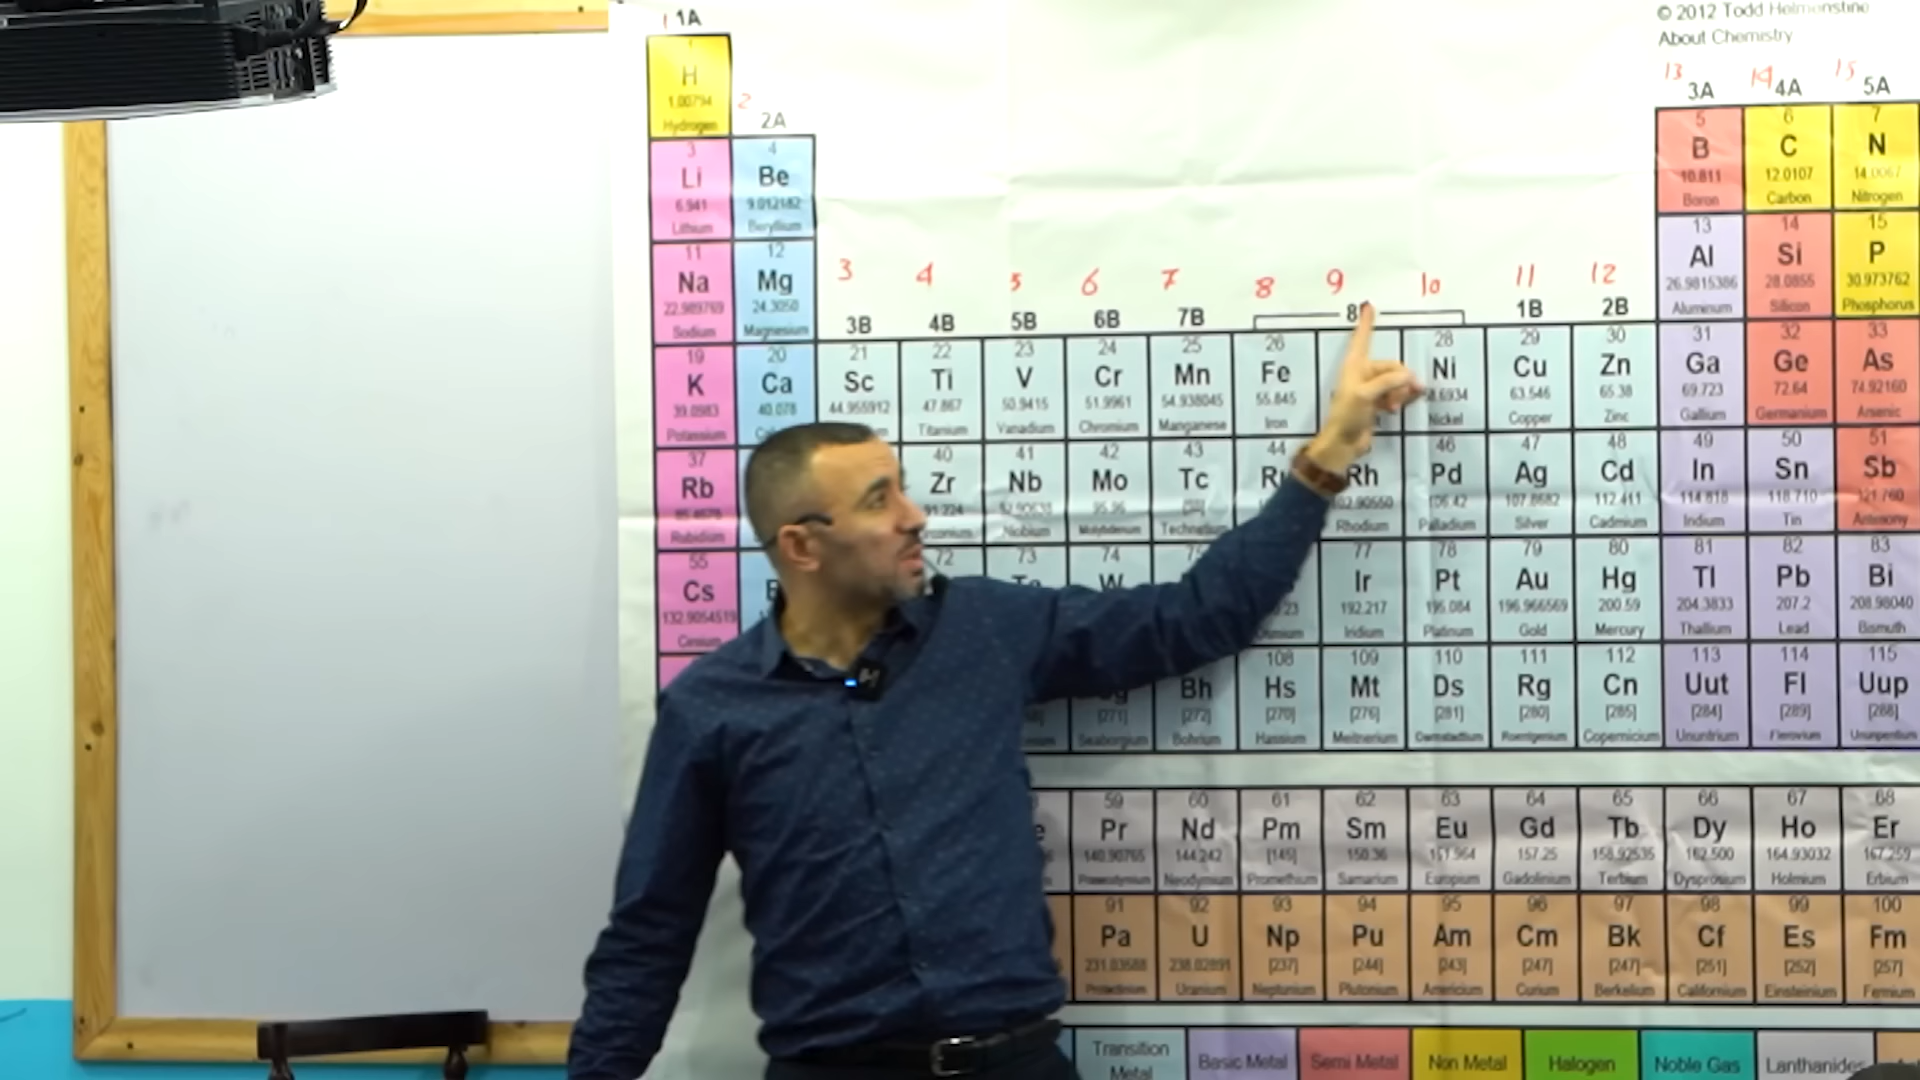 © 2012 Todd Helmenstine
About Chemistry
1 1A
2
2A
13 14 15
3A 4A 5A
1
H
1.00794
Hydrogen
3 4 5 6 7
Li Be B C N
6.941 9.012182 10.811 12.0107 14.0067
Lithium Beryllium Boron Carbon Nitrogen
11 12 13 14 15
Na Mg Al Si P
22.989769 24.3050 26.9815386 28.0855 30.973762
Sodium Magnesium Aluminum Silicon Phosphorus
3 4 5 6 7 8 9 10 11 12
3B 4B 5B 6B 7B 8 1B 2B
19 20 21 22 23 24 25 26 28 29 30 31 32 33
K Ca Sc Ti V Cr Mn Fe Ni Cu Zn Ga Ge As
39.0983 40.078 44.955912 47.867 50.9415 51.9961 54.938045 55.845 63.546 65.38 69.723 72.64 74.92160
Potassium Titanium Vanadium Chromium Manganese Iron Nickel Copper Zinc Gallium Germanium Arsenic
37 40 41 42 43 44 46 47 48 49 50 51
Rb Zr Nb Mo Tc Rh Pd Ag Cd In Sn Sb
91.224 95.96 106.42 107.8682 112.411 114.818 118.710 121.760
Rubidium Niobium Molybdenum Technetium Rhodium Palladium Silver Cadmium Indium Tin Antimony
55 72 73 74 77 78 79 80 81 82 83
Cs W Ir Pt Au Hg Tl Pb Bi
132.9054519 192.217 195.084 196.966569 200.59 204.3833 207.2 208.98040
Cesium Iridium Platinum Gold Mercury Thallium Lead Bismuth
108 109 110 111 112 113 114 115
Bh Hs Mt Ds Rg Cn Uut Fl Uup
[271] [272] [270] [276] [281] [280] [285] [284] [289] [288]
Seaborgium Bohrium Hassium Meitnerium Darmstadtium Roentgenium Copernicium Ununtrium Flerovium Ununpentium
59 60 61 62 63 64 65 66 67 68
Pr Nd Pm Sm Eu Gd Tb Dy Ho Er
140.90765 144.242 [145] 150.36 151.964 157.25 158.92535 162.500 164.93032 167.259
Praseodymium Neodymium Promethium Samarium Europium Gadolinium Terbium Dysprosium Holmium Erbium
91 92 93 94 95 96 97 98 99 100
Pa U Np Pu Am Cm Bk Cf Es Fm
231.03588 238.02891 [237] [244] [243] [247] [247] [251] [252] [257]
Protactinium Uranium Neptunium Plutonium Americium Curium Berkelium Californium Einsteinium Fermium
Transition Basic Metal Semi Metal Non Metal Halogen Noble Gas Lanthanides
Metal